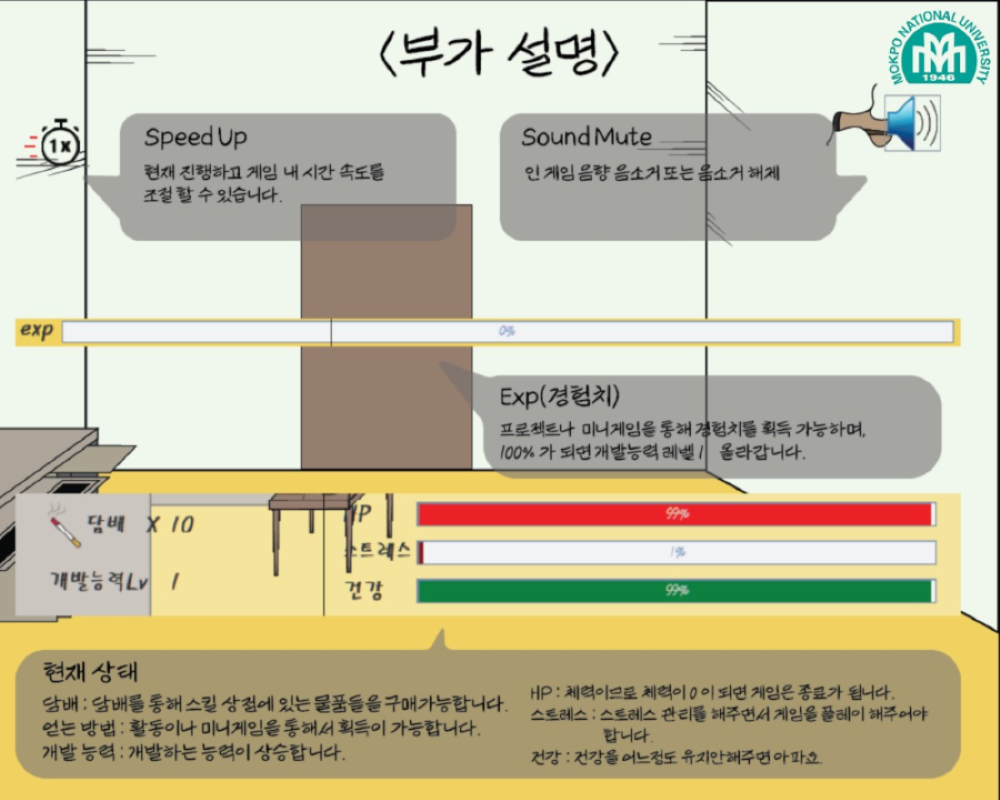 <부가 설명>
MOKPO NATIONAL UNIVERSITY
1946
1x
Speed Up
현재 진행하고 게임 내 시간 속도를
조절 할 수 있습니다.
Sound Mute
인 게임 음량 음소거 또는 음소거 해제
exp
0%
Exp(경험치)
프로젝트나 미니게임을 통해 경험치를 획득 가능하며,
100% 가 되면 개발능력 레벨 1 올라갑니다.
담배 X 10
개발능력Lv 1
HP 99%
스트레스 1%
건강 99%
현재 상태
담배 : 담배를 통해 스킬 상점에 있는 물품들을 구매가능합니다.
얻는 방법 : 활동이나 미니게임을 통해서 획득이 가능합니다.
개발 능력 : 개발하는 능력이 상승합니다.
HP : 체력이므로 체력이 0 이 되면 게임은 종료가 됩니다.
스트레스 : 스트레스 관리를 해주면서 게임을 플레이 해주어야
합니다.
건강 : 건강을 어느정도 유지안해주면 아파요.